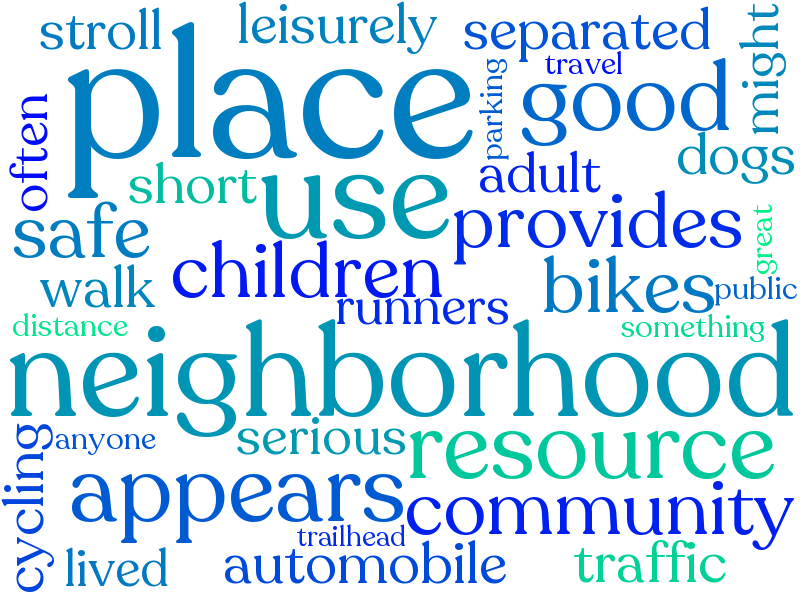 stroll
leisurely
separated
might
place
travel
parking
good
often
dogs
short
use
adult
safe
provides
great
children
walk
bikes
public
runners
distance
something
neighborhood
cycling
anyone
serious
resource
appears
community
trailhead
lived
automobile
traffic